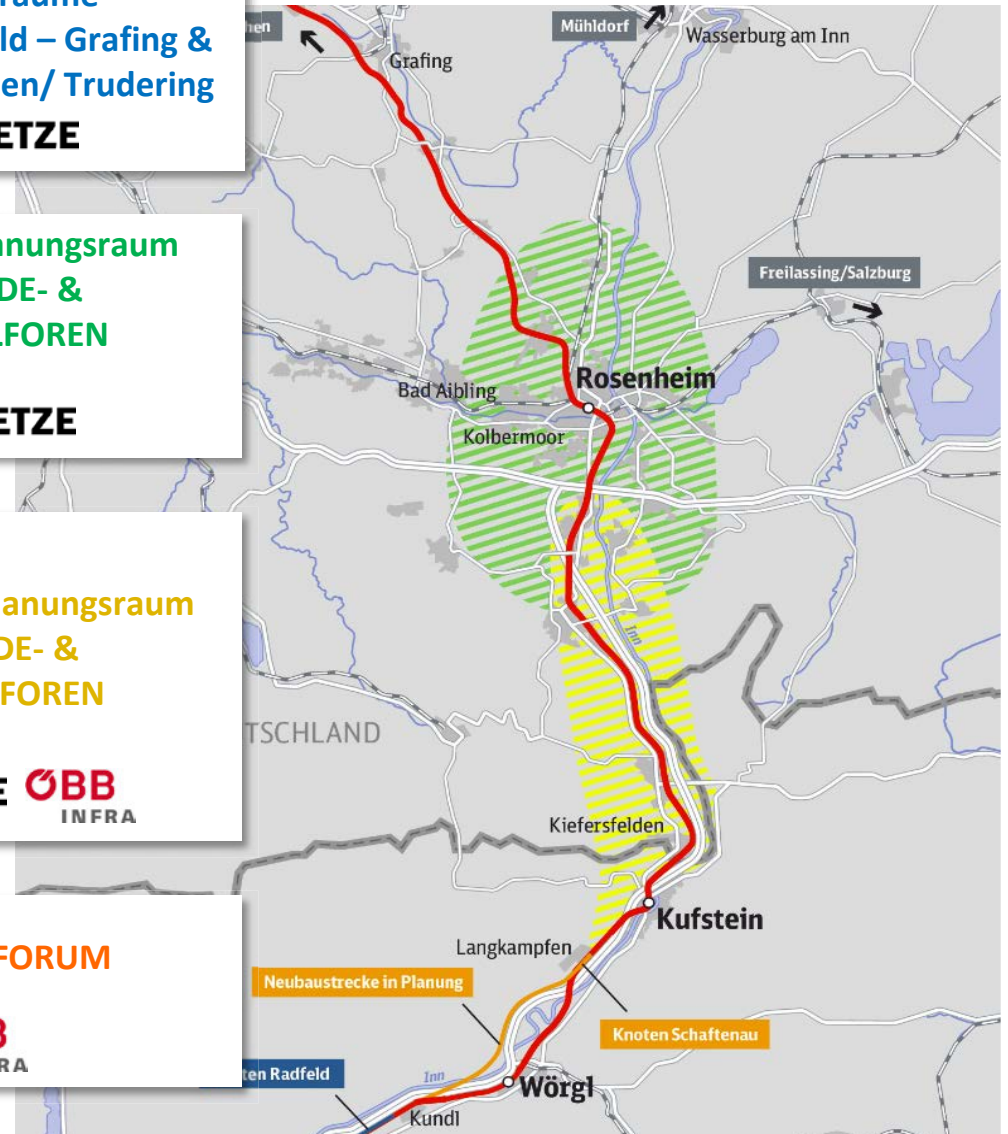 räume
ld – Grafing &
en/ Trudering
ETZE
hen
Mühldorf
Wasserburg am Inn
Grafing
anungsraum
DE- &
LFOREN
ETZE
Freilassing/Salzburg
Rosenheim
Bad Aibling
Kolbermoor
anungsraum
DE- &
FOREN
E ÖBB
INFRA
Inn
TSCHLAND
Kiefersfelden
Kufstein
Langkampfen
FORUM
B
RA
Neubaustrecke in Planung
Knoten Schaftenau
ten Radfeld
Inn
Wörgl
Kundl